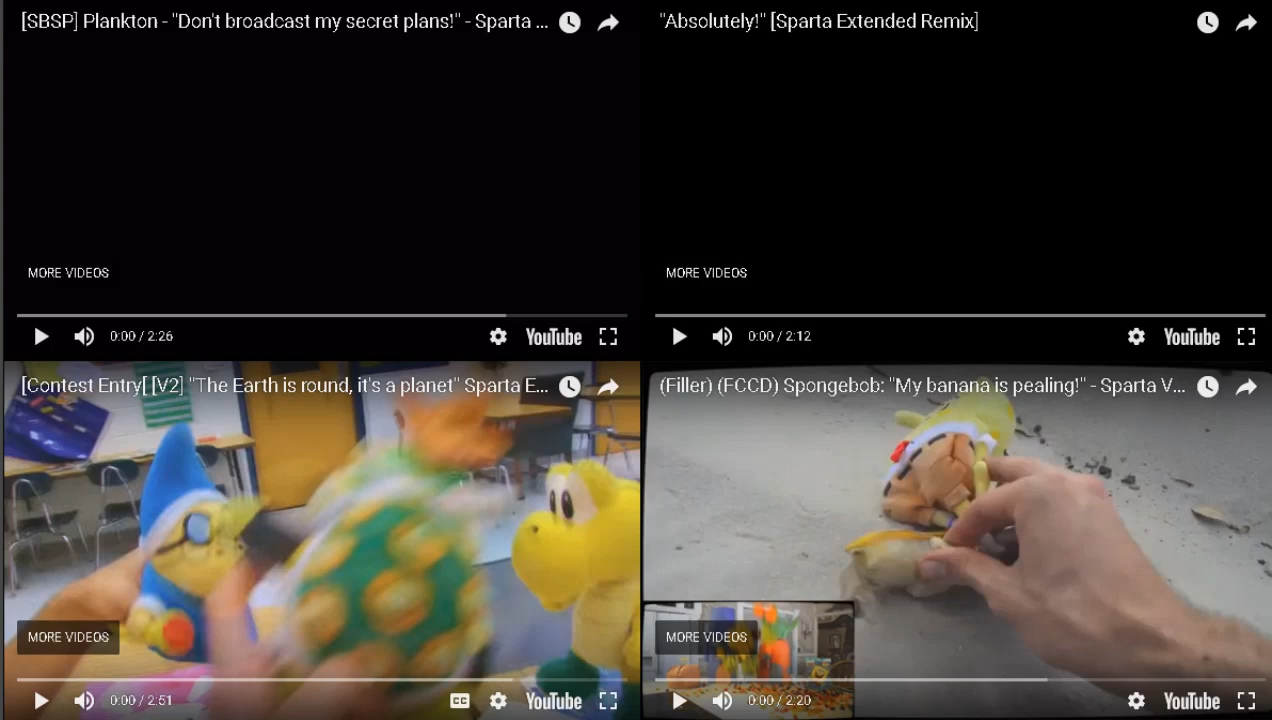 [SBSP] Plankton - "Don't broadcast my secret plans!" - Sparta ...
"Absolutely!" [Sparta Extended Remix]
MORE VIDEOS
MORE VIDEOS
0:00 / 2:26
YouTube
0:00 / 2:12
YouTube
[Contest Entry[ [V2] "The Earth is round, it's a planet" Sparta E...
(Filler) (FCCD) Spongebob: "My banana is pealing!" - Sparta V...
MORE VIDEOS
MORE VIDEOS
0:00 / 2:51
CC
YouTube
0:00 / 2:20
YouTube